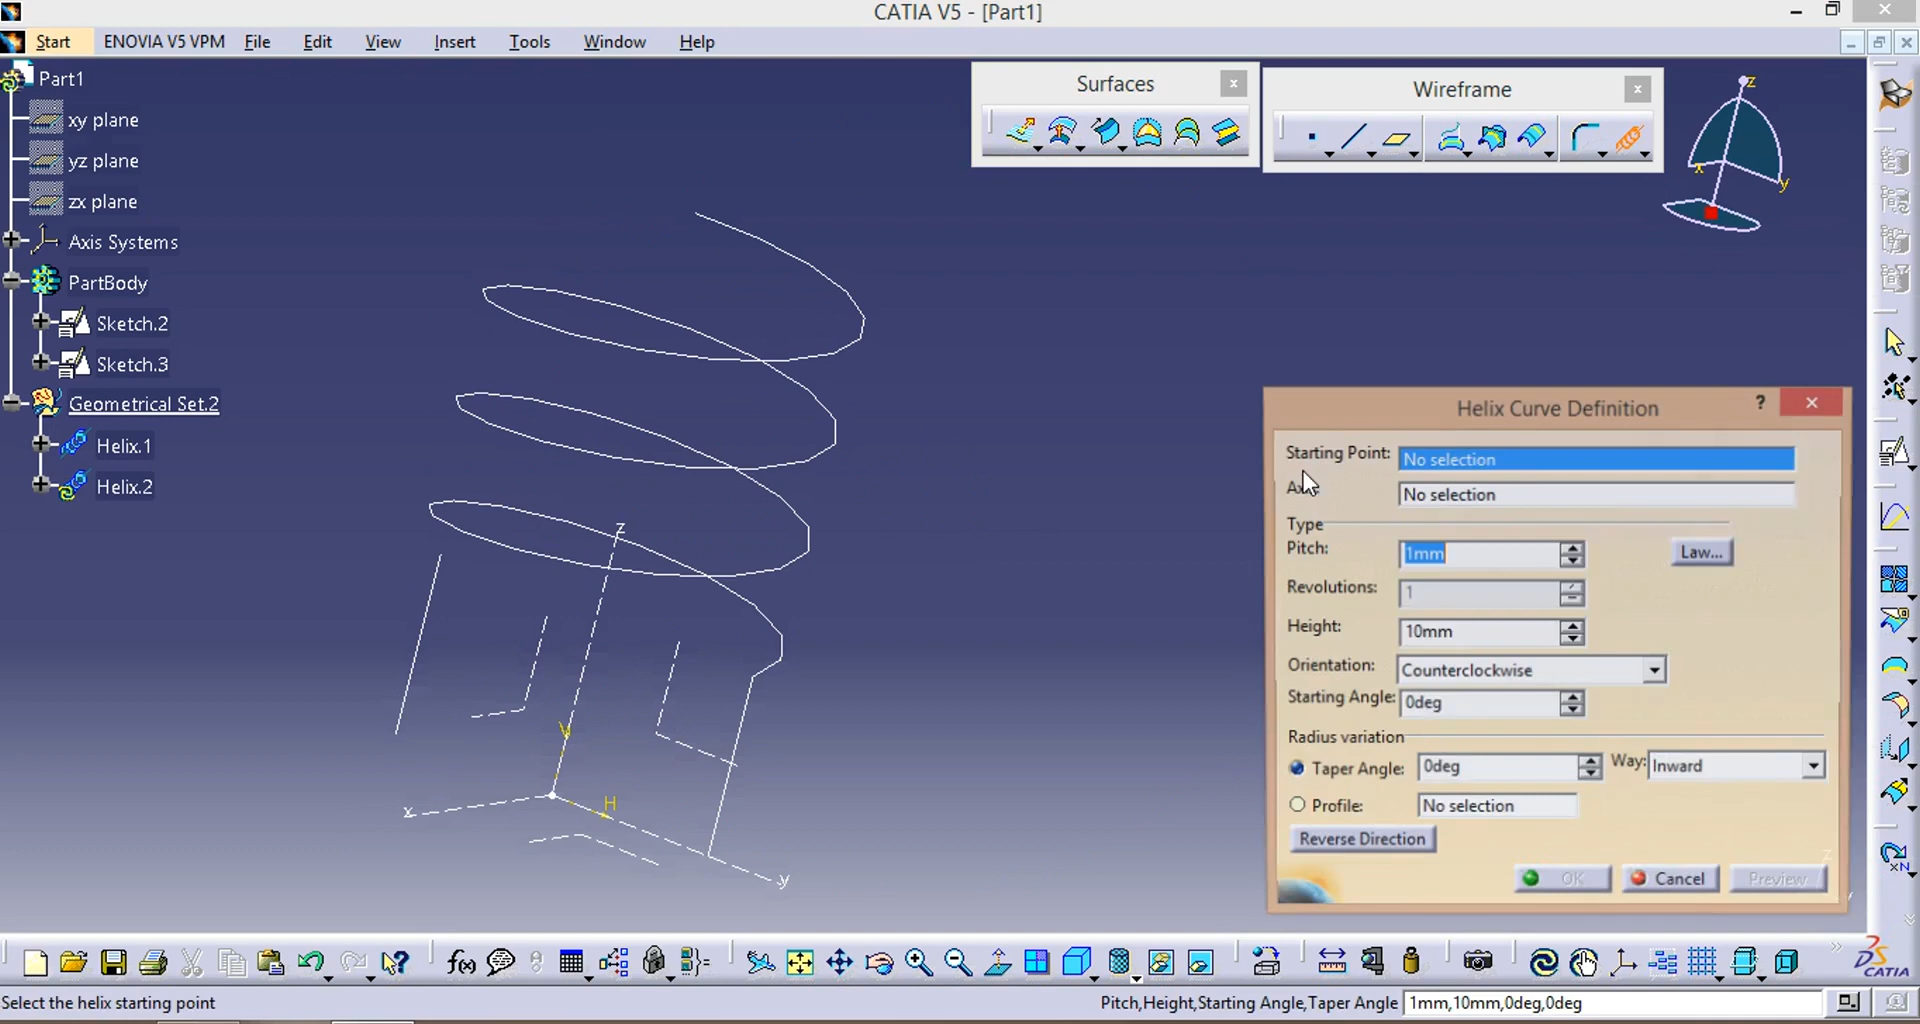 CATIA V5 - [Part1]
Start ENOVIA V5 VPM File Edit View Insert Tools Window Help
Part1
xy plane
yz plane
zx plane
Axis Systems
PartBody
Sketch.2
Sketch.3
Geometrical Set.2
Helix.1
Helix.2
Surfaces
Wireframe
z
x
y
z
V
H
x
y
Helix Curve Definition ?
Starting Point: No selection
No selection
Type
Pitch: 1mm Law...
Revolutions: 1
Height: 10mm
Orientation: Counterclockwise
Starting Angle: 0deg
Radius variation
Taper Angle: 0deg Way: Inward
Profile: No selection
Reverse Direction
OK Cancel Preview
f(x)
CATIA
Select the helix starting point
Pitch,Height,Starting Angle,Taper Angle 1mm,10mm,0deg,0deg